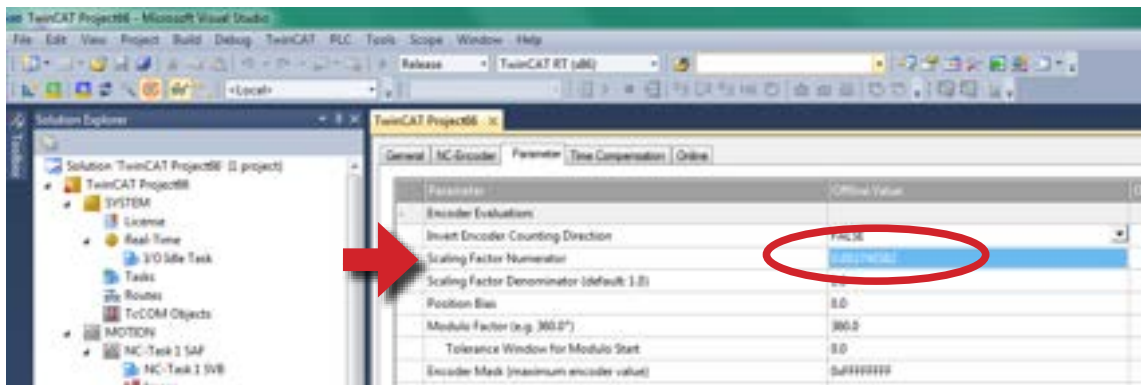 TwinCAT Project66 - Microsoft Visual Studio
File Edit View Project Build Debug TwinCAT PLC Tools Scope Window Help
Release TwinCAT RT (x86)
<Local>
Solution Explorer
TwinCAT Project66
Toolbox
General NC-Encoder Parameter Time Compensation Online
Solution 'TwinCAT Project66' (1 project)
TwinCAT Project66
SYSTEM
License
Real-Time
I/O Idle Task
Tasks
Routes
TcCOM Objects
MOTION
NC-Task 1 SAF
NC-Task 1 SVB
Parameter Offline Value
Encoder Evaluation:
Invert Encoder Counting Direction FALSE
Scaling Factor Numerator
Scaling Factor Denominator (default: 1.0)
Position Bias 0.0
Modulo Factor (e.g. 360.0°) 360.0
Tolerance Window for Modulo Start 0.0
Encoder Mask (maximum encoder value) 0xFFFFFFFF